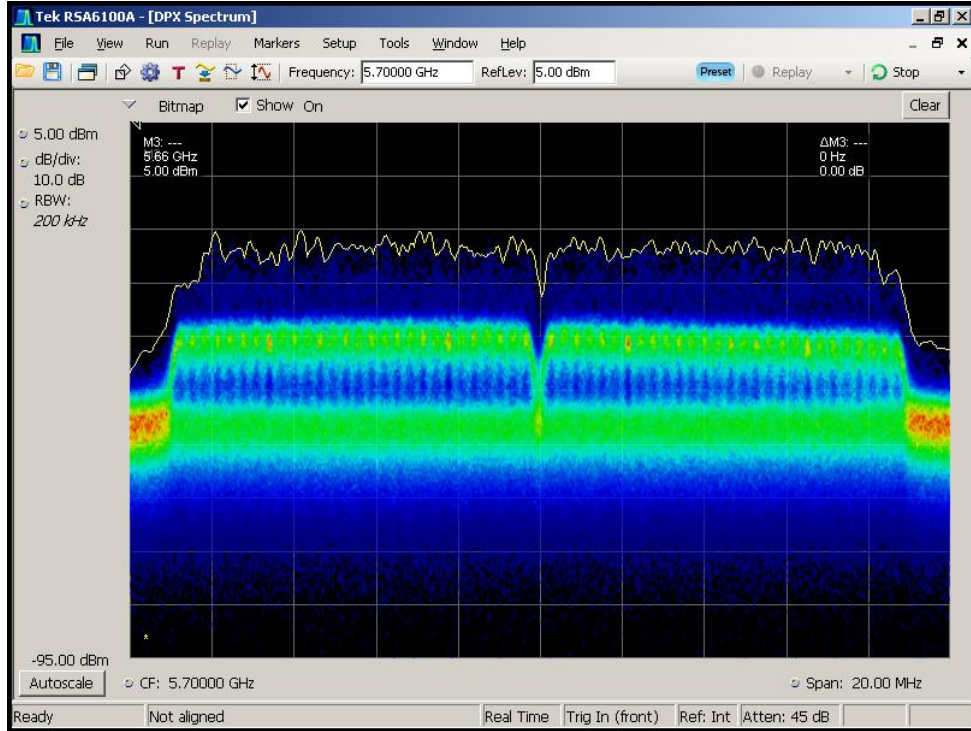 Tek RSA6100A - [DPX Spectrum]
File View Run Replay Markers Setup Tools Window Help
Frequency: 5.70000 GHz RefLev: 5.00 dBm Preset Replay Stop
Bitmap Show On Clear
5.00 dBm
dB/div:
10.0 dB
RBW:
200 kHz
M3: ---
5.66 GHz
5.00 dBm
ΔM3: ---
0 Hz
0.00 dB
-95.00 dBm
Autoscale CF: 5.70000 GHz Span: 20.00 MHz
Ready Not aligned Real Time Trig In (front) Ref: Int Atten: 45 dB